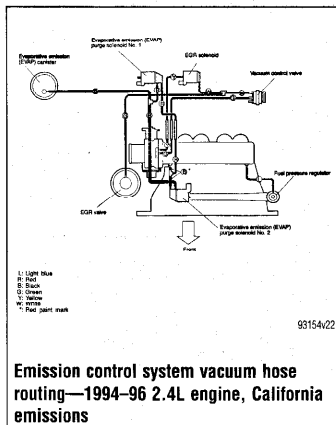 Evaporative emission (EVAP)
purge solenoid No. 1
EGR solenoid
Evaporative emission
(EVAP) canister
Vacuum control valve
Fuel pressure regulator
EGR valve
Evaporative emission (EVAP)
purge solenoid No. 2
Front
L: Light blue
R: Red
B: Black
G: Green
Y: Yellow
W: White
*: Red paint mark
93154v22
Emission control system vacuum hose
routing—1994–96 2.4L engine, California
emissions